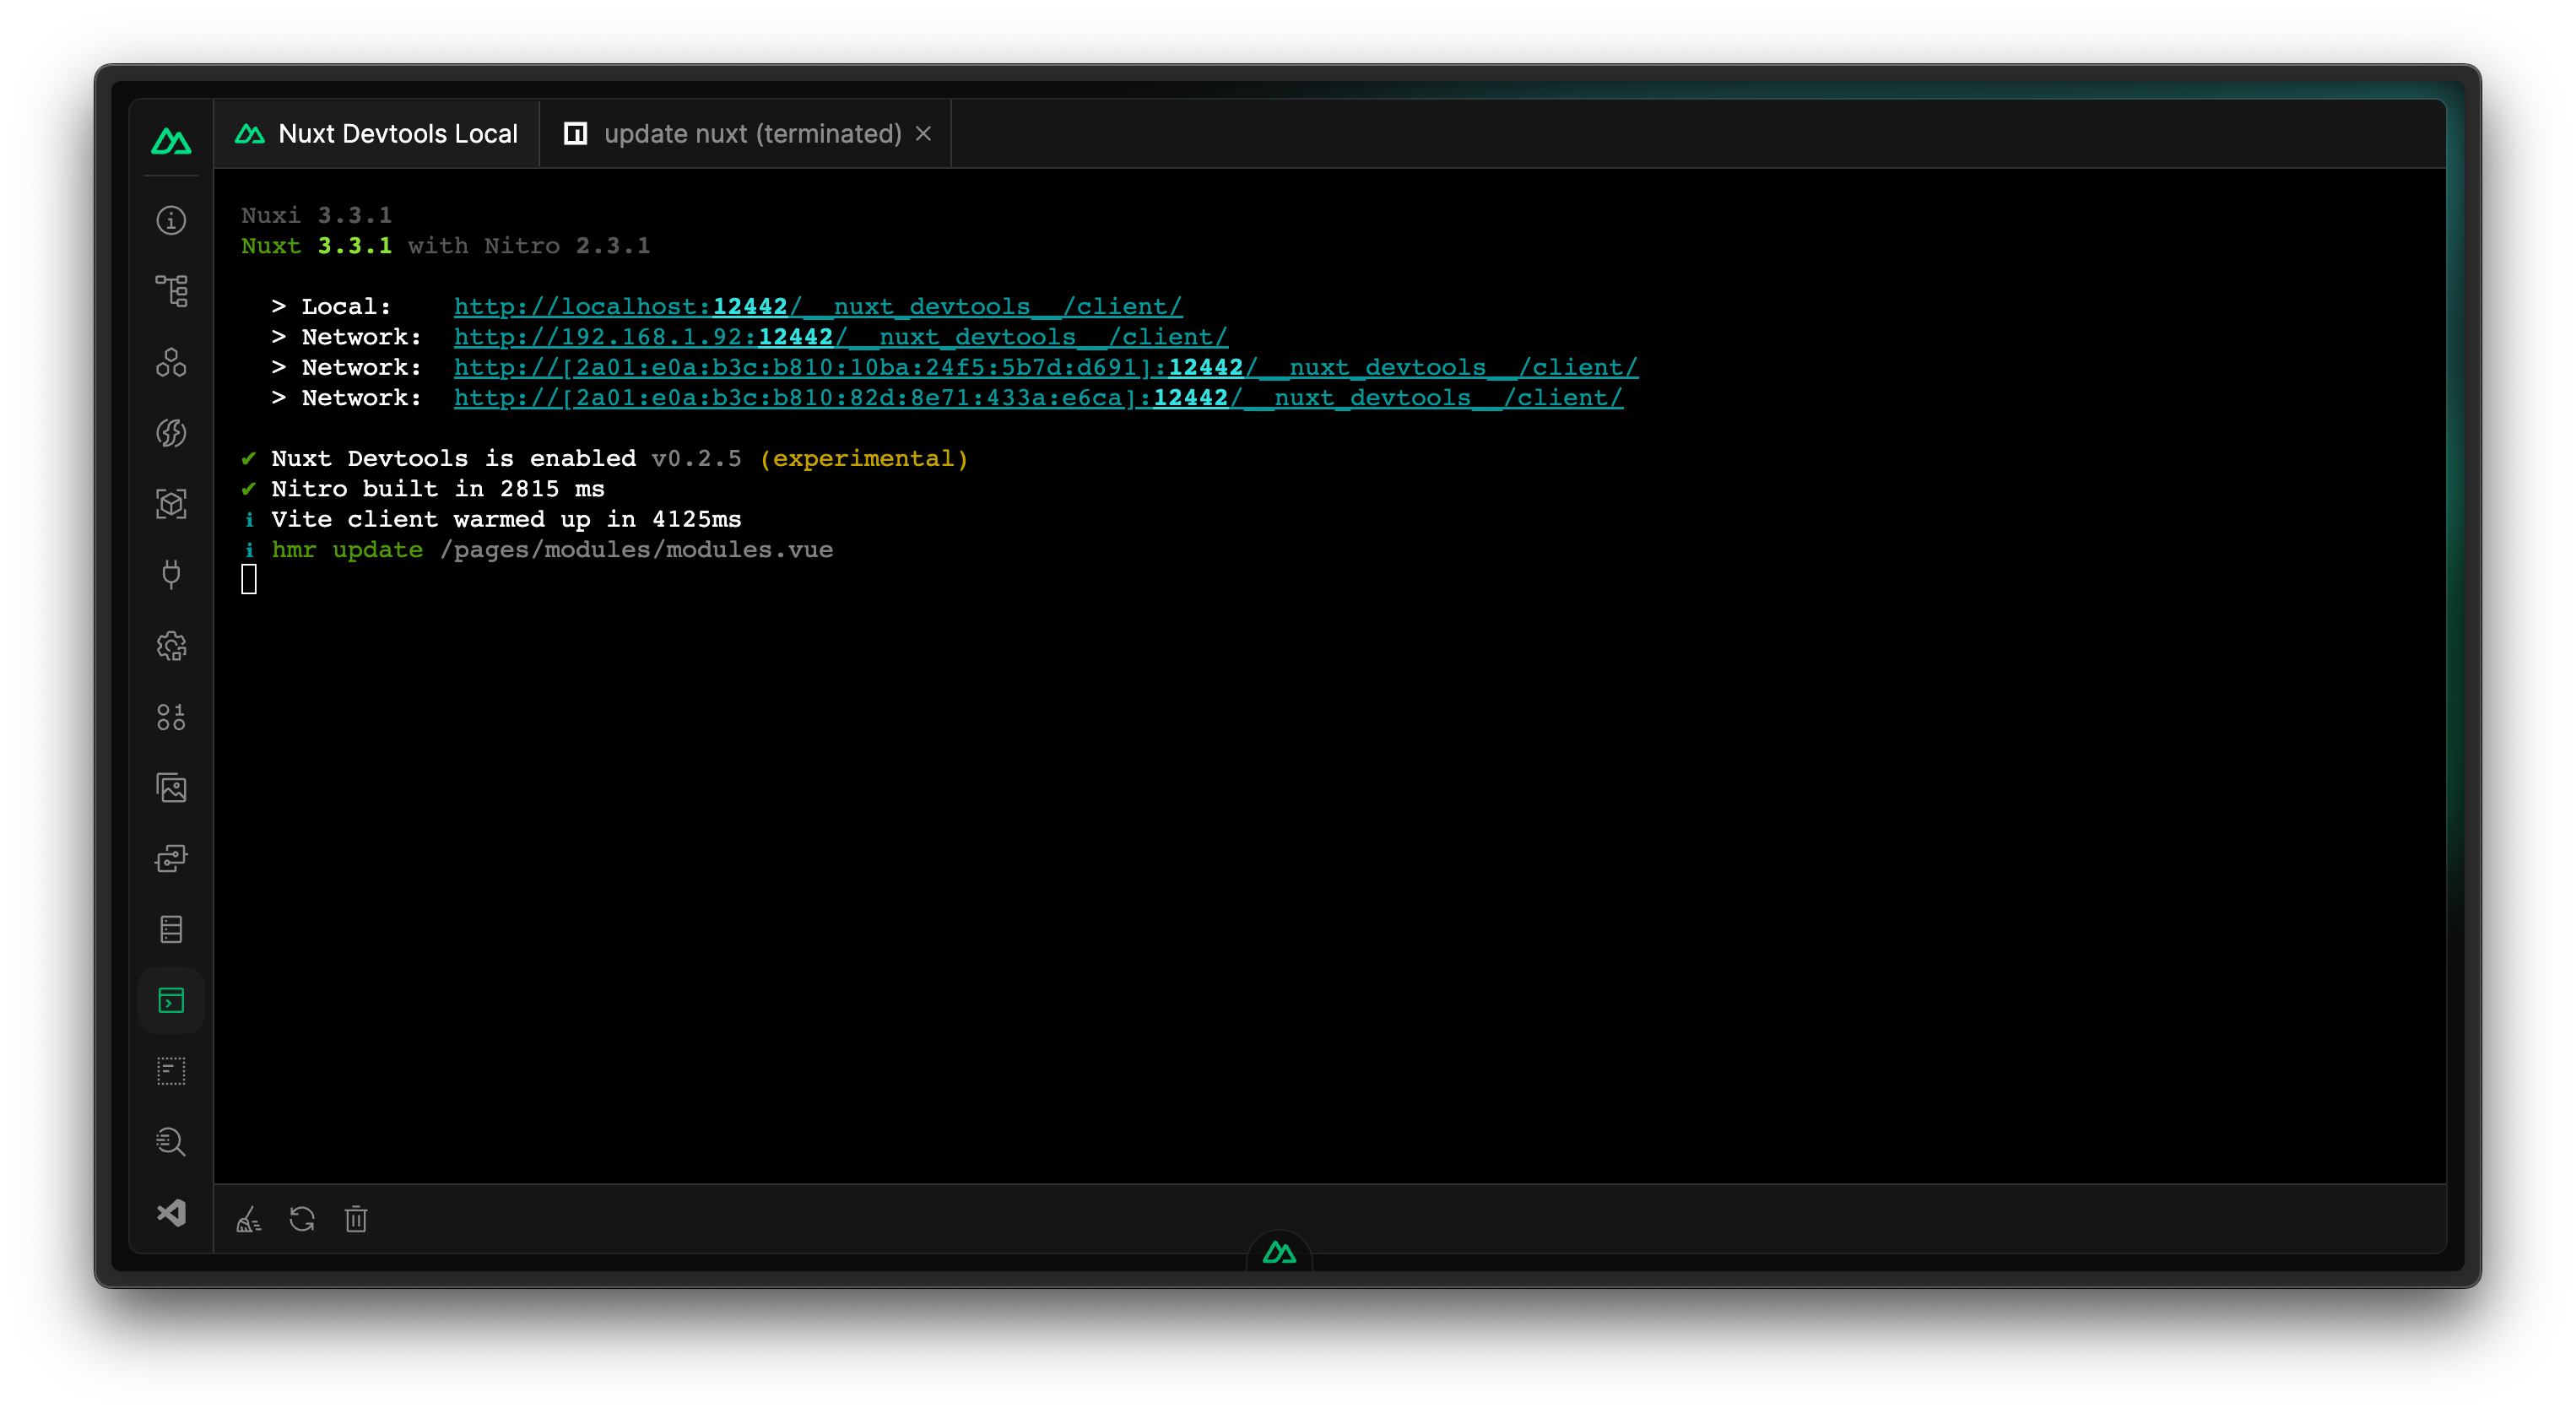 Nuxt Devtools Local
update nuxt (terminated)
Nuxi 3.3.1
Nuxt 3.3.1 with Nitro 2.3.1
> Local: http://localhost:12442/__nuxt_devtools__/client/
> Network: http://192.168.1.92:12442/__nuxt_devtools__/client/
> Network: http://[2a01:e0a:b3c:b810:10ba:24f5:5b7d:d691]:12442/__nuxt_devtools__/client/
> Network: http://[2a01:e0a:b3c:b810:82d:8e71:433a:e6ca]:12442/__nuxt_devtools__/client/
✔ Nuxt Devtools is enabled v0.2.5 (experimental)
✔ Nitro built in 2815 ms
ℹ Vite client warmed up in 4125ms
ℹ hmr update /pages/modules/modules.vue